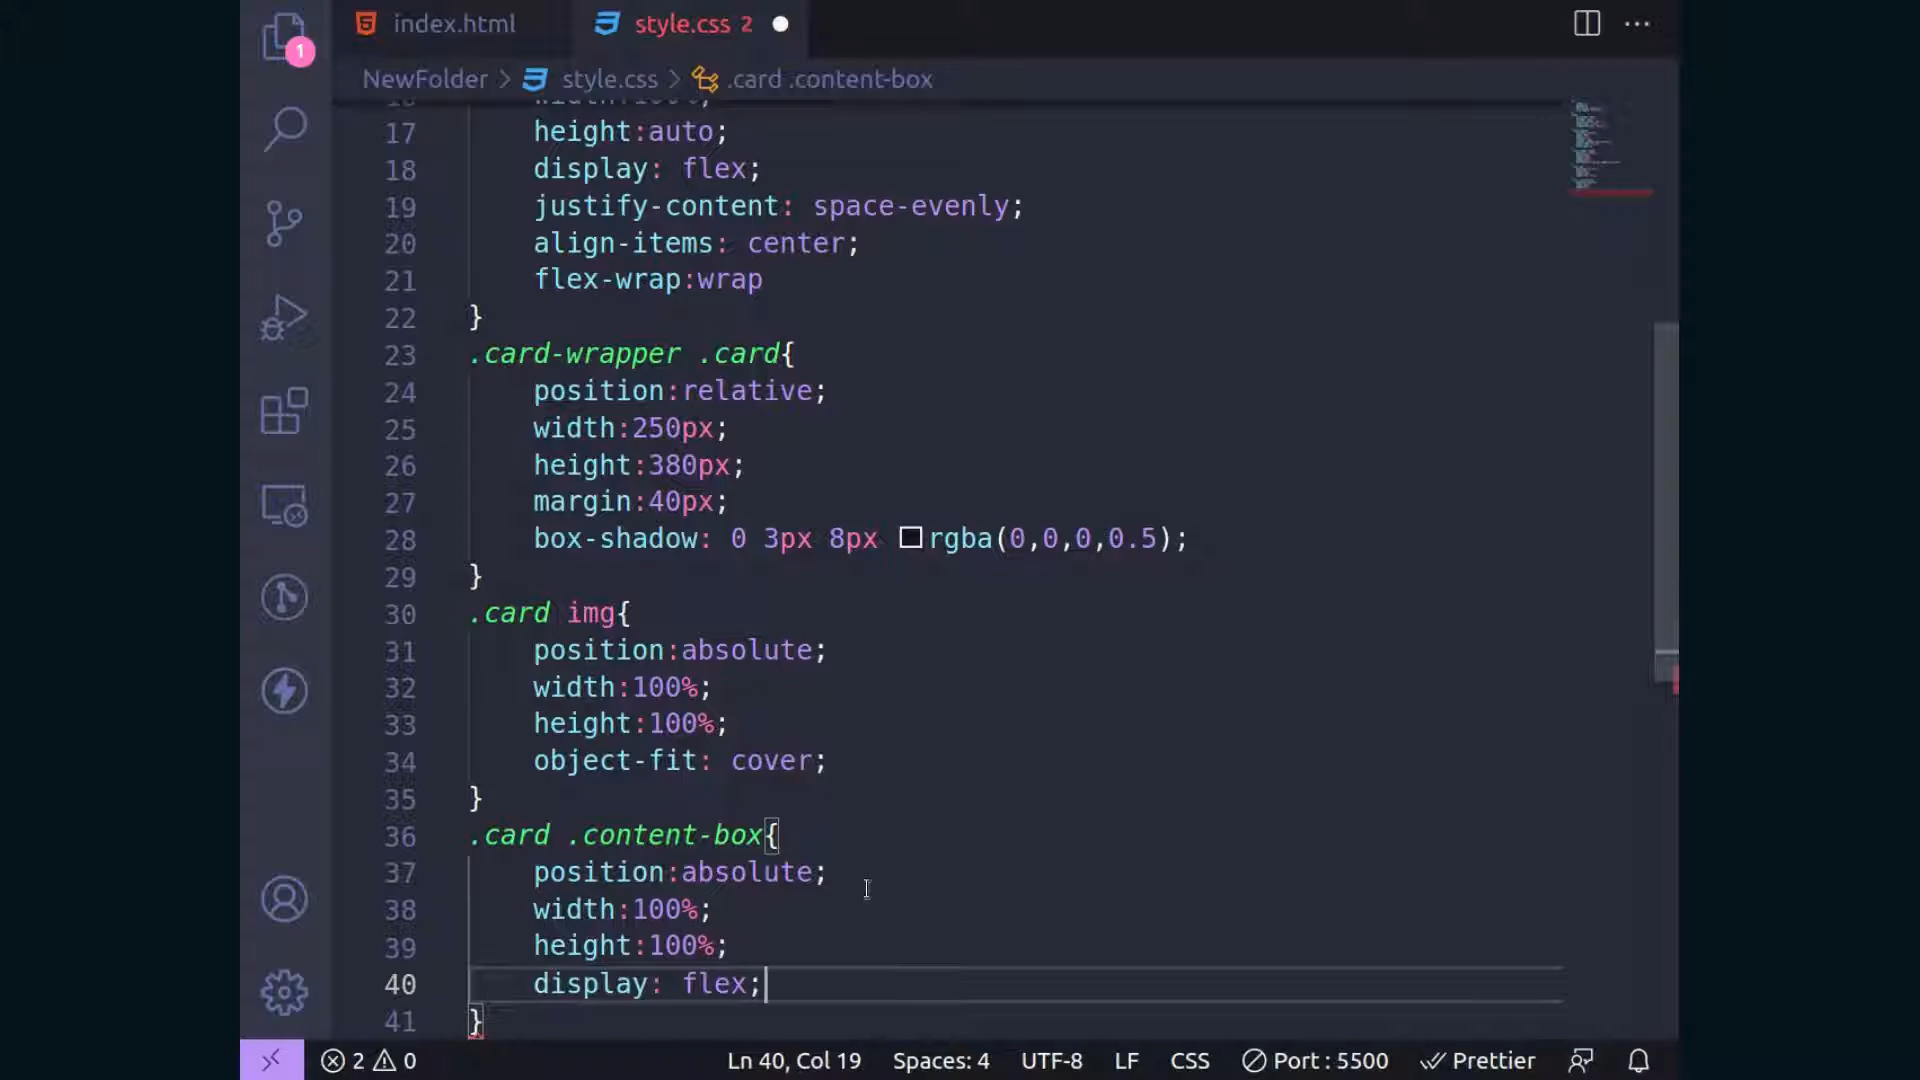 index.html
style.css 2
1
NewFolder > style.css > .card .content-box
17 height:auto;
18 display: flex;
19 justify-content: space-evenly;
20 align-items: center;
21 flex-wrap:wrap
22 }
23 .card-wrapper .card{
24 position:relative;
25 width:250px;
26 height:380px;
27 margin:40px;
28 box-shadow: 0 3px 8px rgba(0,0,0,0.5);
29 }
30 .card img{
31 position:absolute;
32 width:100%;
33 height:100%;
34 object-fit: cover;
35 }
36 .card .content-box{
37 position:absolute;
38 width:100%;
39 height:100%;
40 display: flex;
41 }
2 0 Ln 40, Col 19 Spaces: 4 UTF-8 LF CSS Port : 5500 Prettier